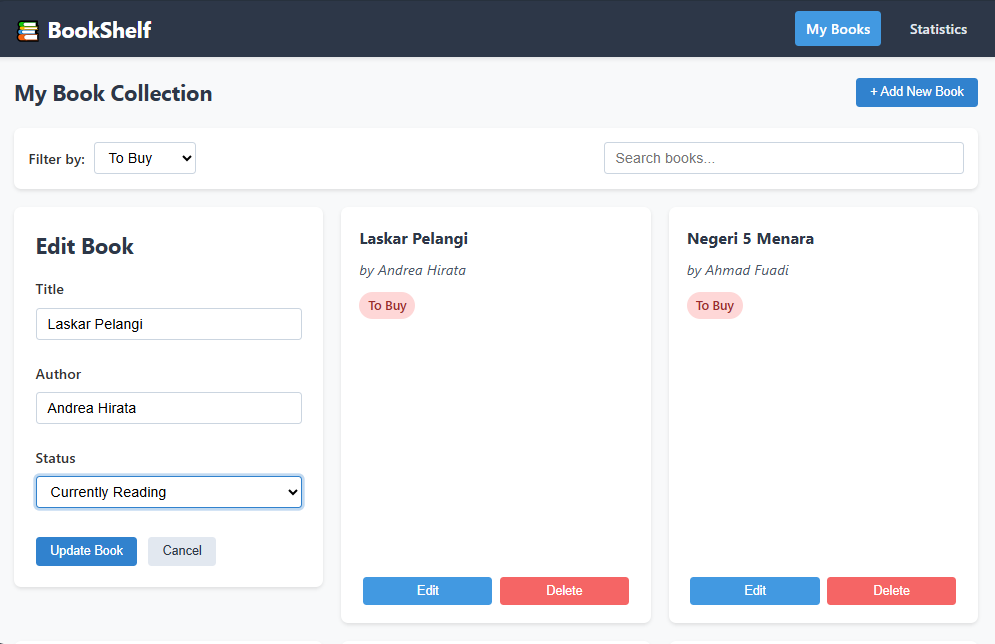 BookShelf
My Books
Statistics
My Book Collection
+ Add New Book
Filter by:
To Buy
Search books...
Edit Book
Title
Laskar Pelangi
Author
Andrea Hirata
Status
Currently Reading
Update Book
Cancel
Laskar Pelangi
by Andrea Hirata
To Buy
Edit
Delete
Negeri 5 Menara
by Ahmad Fuadi
To Buy
Edit
Delete